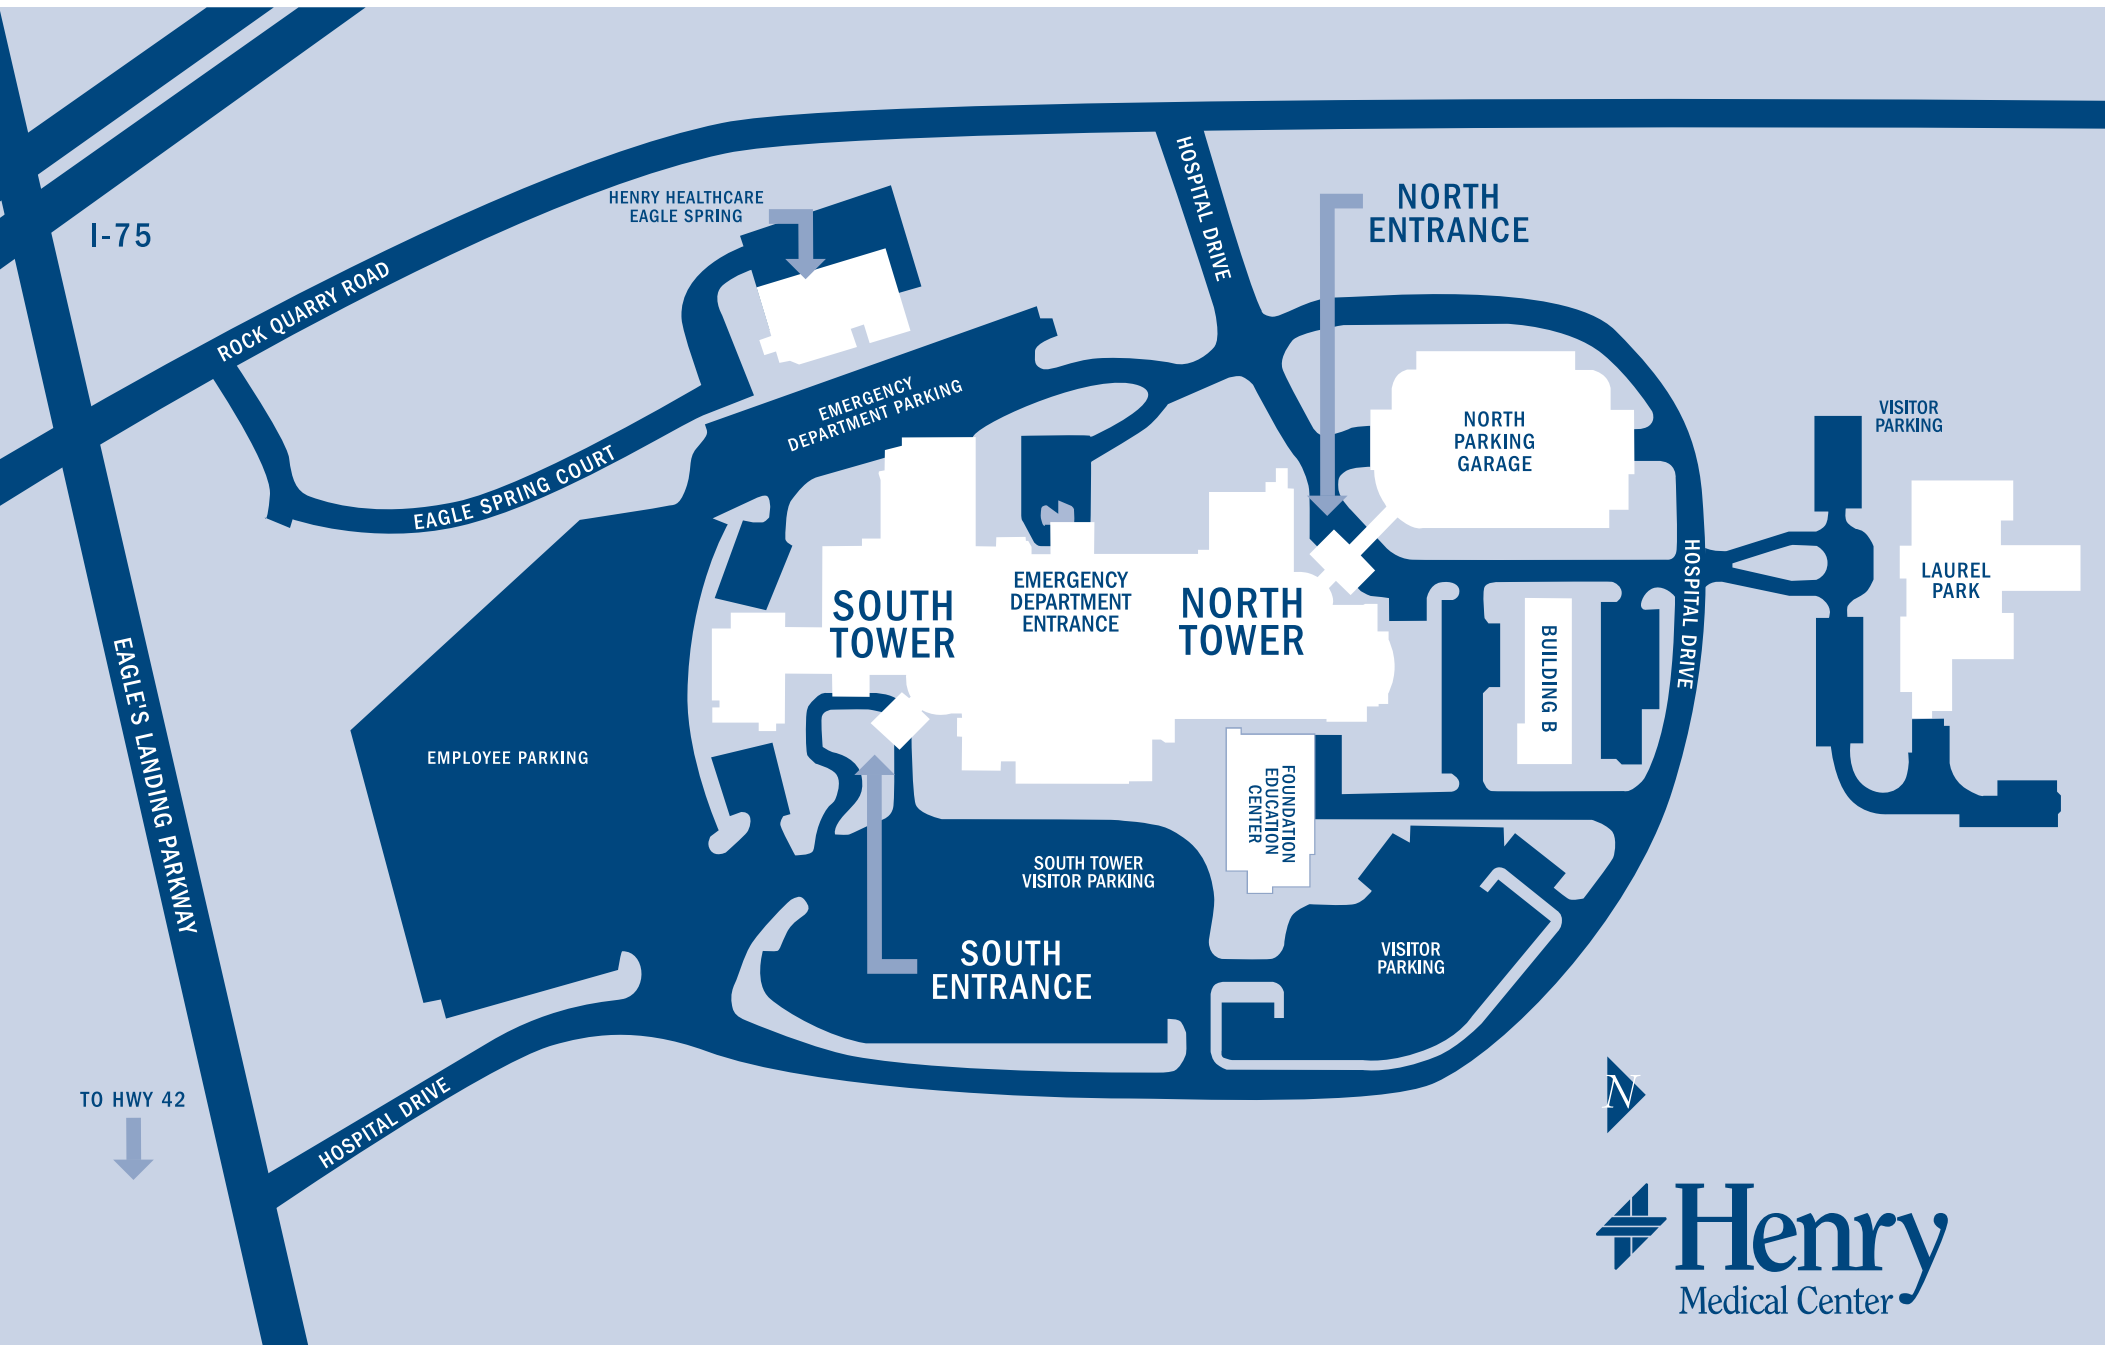 HENRY HEALTHCARE
EAGLE SPRING
HOSPITAL DRIVE
NORTH
ENTRANCE
I-75
ROCK QUARRY ROAD
EMERGENCY
DEPARTMENT PARKING
NORTH
PARKING
GARAGE
VISITOR
PARKING
EAGLE SPRING COURT
SOUTH
TOWER
EMERGENCY
DEPARTMENT
ENTRANCE
NORTH
TOWER
BUILDING B
HOSPITAL DRIVE
LAUREL
PARK
EAGLE'S LANDING PARKWAY
EMPLOYEE PARKING
FOUNDATION
EDUCATION
CENTER
SOUTH TOWER
VISITOR PARKING
SOUTH
ENTRANCE
VISITOR
PARKING
TO HWY 42
HOSPITAL DRIVE
N
Henry
Medical Center